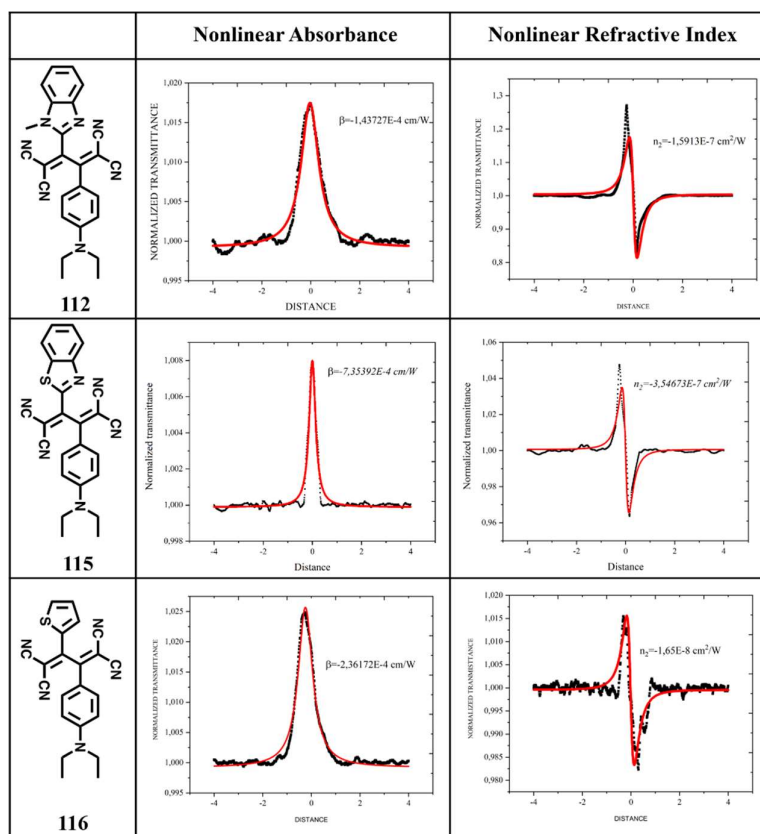 Nonlinear Absorbance
Nonlinear Refractive Index
N
N
NC
CN
NC
CN
N
112
1,020
1,015
1,010
1,005
1,000
0,995
-4
-2
0
2
4
NORMALIZED TRANSMITTANCE
DISTANCE
β=-1,43727E-4 cm/W
1,3
1,2
1,1
1,0
0,9
0,8
-4
-2
0
2
4
NORMALIZED TRANSMITTANCE
DISTANCE
n2=-1,5913E-7 cm2/W
S
N
NC
CN
NC
CN
N
115
1,008
1,006
1,004
1,002
1,000
0,998
-4
-2
0
2
4
Normalized transmittance
Distance
β=-7,35392E-4 cm/W
1,06
1,04
1,02
1,00
0,98
0,96
-4
-2
0
2
4
Normalized transmittance
Distance
n2=-3,54673E-7 cm2/W
S
NC
CN
NC
CN
N
116
1,025
1,020
1,015
1,010
1,005
1,000
0,995
-4
-2
0
2
4
NORMALIZED TRANSMITTANCE
DISTANCE
β=-2,36172E-4 cm/W
1,020
1,015
1,010
1,005
1,000
0,995
0,990
0,985
0,980
-4
-2
0
2
4
NORMALIZED TRANSMITTANCE
DISTANCE
n2=-1,65E-8 cm2/W